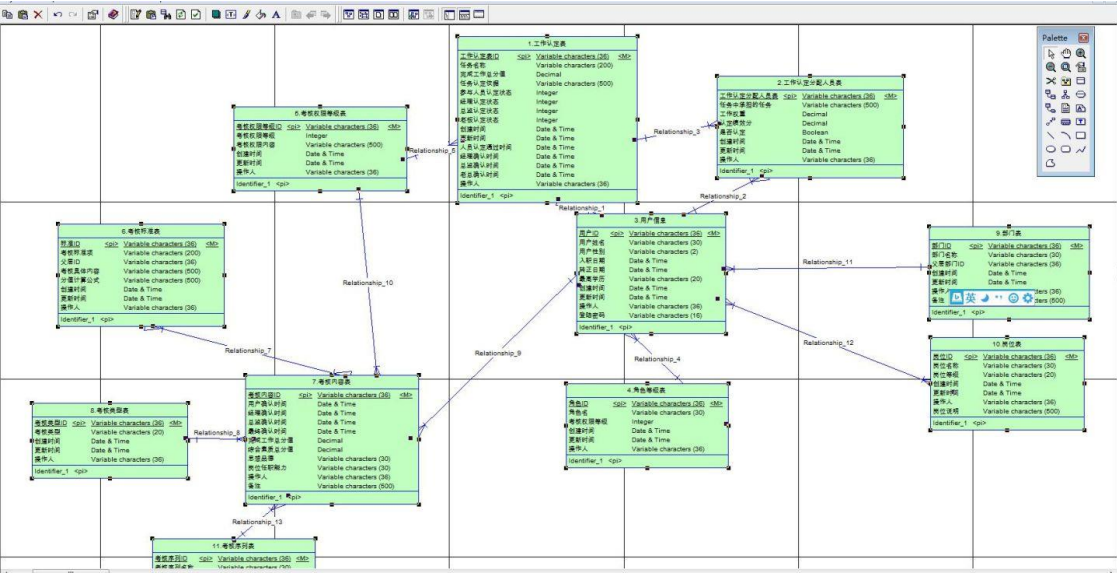 Palette
1.工作认定表
工作认定表ID <pi> Variable characters (36) <M>
任务名称 Variable characters (200)
完成工作总分值 Decimal
任务认定依据 Variable characters (500)
参与人员认定状态 Integer
经理认定状态 Integer
总监认定状态 Integer
老板认定状态 Integer
创建时间 Date & Time
更新时间 Date & Time
人员认定通过时间 Date & Time
经理确认时间 Date & Time
总监确认时间 Date & Time
老总确认时间 Date & Time
操作人 Variable characters (36)
Identifier_1 <pi>
2.工作认定分配人员表
工作认定分配人员表 <pi> Variable characters (36) <M>
任务中承担的任务 Variable characters (500)
工作权重 Decimal
认定绩效分 Decimal
是否认定 Boolean
创建时间 Date & Time
更新时间 Date & Time
操作人 Variable characters (36)
Identifier_1 <pi>
5.考核权限等级表
考核权限等级ID <pi> Variable characters (36) <M>
考核权限等级 Integer
考核权限内容 Variable characters (500)
创建时间 Date & Time
更新时间 Date & Time
操作人 Variable characters (36)
Identifier_1 <pi>
Relationship_3
Relationship_5
Relationship_2
Relationship_1
3.用户信息
用户ID <pi> Variable characters (36) <M>
用户姓名 Variable characters (30)
用户性别 Variable characters (2)
入职日期 Date & Time
转正日期 Date & Time
最高学历 Variable characters (20)
创建时间 Date & Time
更新时间 Date & Time
操作人 Variable characters (36)
登陆密码 Variable characters (16)
Identifier_1 <pi>
6.考核标准表
标准ID <pi> Variable characters (36) <M>
考核标准项 Variable characters (200)
父层ID Variable characters (36)
考核具体内容 Variable characters (500)
分值计算公式 Variable characters (500)
创建时间 Date & Time
更新时间 Date & Time
操作人 Variable characters (36)
Identifier_1 <pi>
9.部门表
部门ID <pi> Variable characters (36) <M>
部门名称 Variable characters (30)
父层部门ID Variable characters (36)
创建时间 Date & Time
更新时间 Date & Time
操作 ders (36)
备注 ders (500)
英
Identifier_1 <pi>
Relationship_11
Relationship_10
Relationship_12
Relationship_7
Relationship_9
Relationship_4
10.岗位表
岗位ID <pi> Variable characters (36) <M>
岗位名称 Variable characters (30)
岗位等级 Variable characters (20)
创建时间 Date & Time
更新时间 Date & Time
操作人 Variable characters (36)
岗位说明 Variable characters (500)
Identifier_1 <pi>
7.考核内容表
考核内容ID <pi> Variable characters (36) <M>
用户确认时间 Date & Time
经理确认时间 Date & Time
总监确认时间 Date & Time
最终确认时间 Date & Time
完成工作总分值 Decimal
综合素质总分值 Decimal
思想品德 Variable characters (30)
岗位任职能力 Variable characters (30)
操作人 Variable characters (36)
备注 Variable characters (500)
Identifier_1 <pi>
4.角色等级表
角色ID <pi> Variable characters (36) <M>
角色名 Variable characters (30)
考核权限等级 Integer
创建时间 Date & Time
更新时间 Date & Time
操作人 Variable characters (36)
Identifier_1 <pi>
8.考核类型表
考核类型ID <pi> Variable characters (36) <M>
考核类型 Variable characters (20)
创建时间 Date & Time
更新时间 Date & Time
操作人 Variable characters (36)
Identifier_1 <pi>
Relationship_8
Relationship_13
11.考核序列表
考核序列ID <pi> Variable characters (36) <M>
考核序列名称 Variable characters (30)